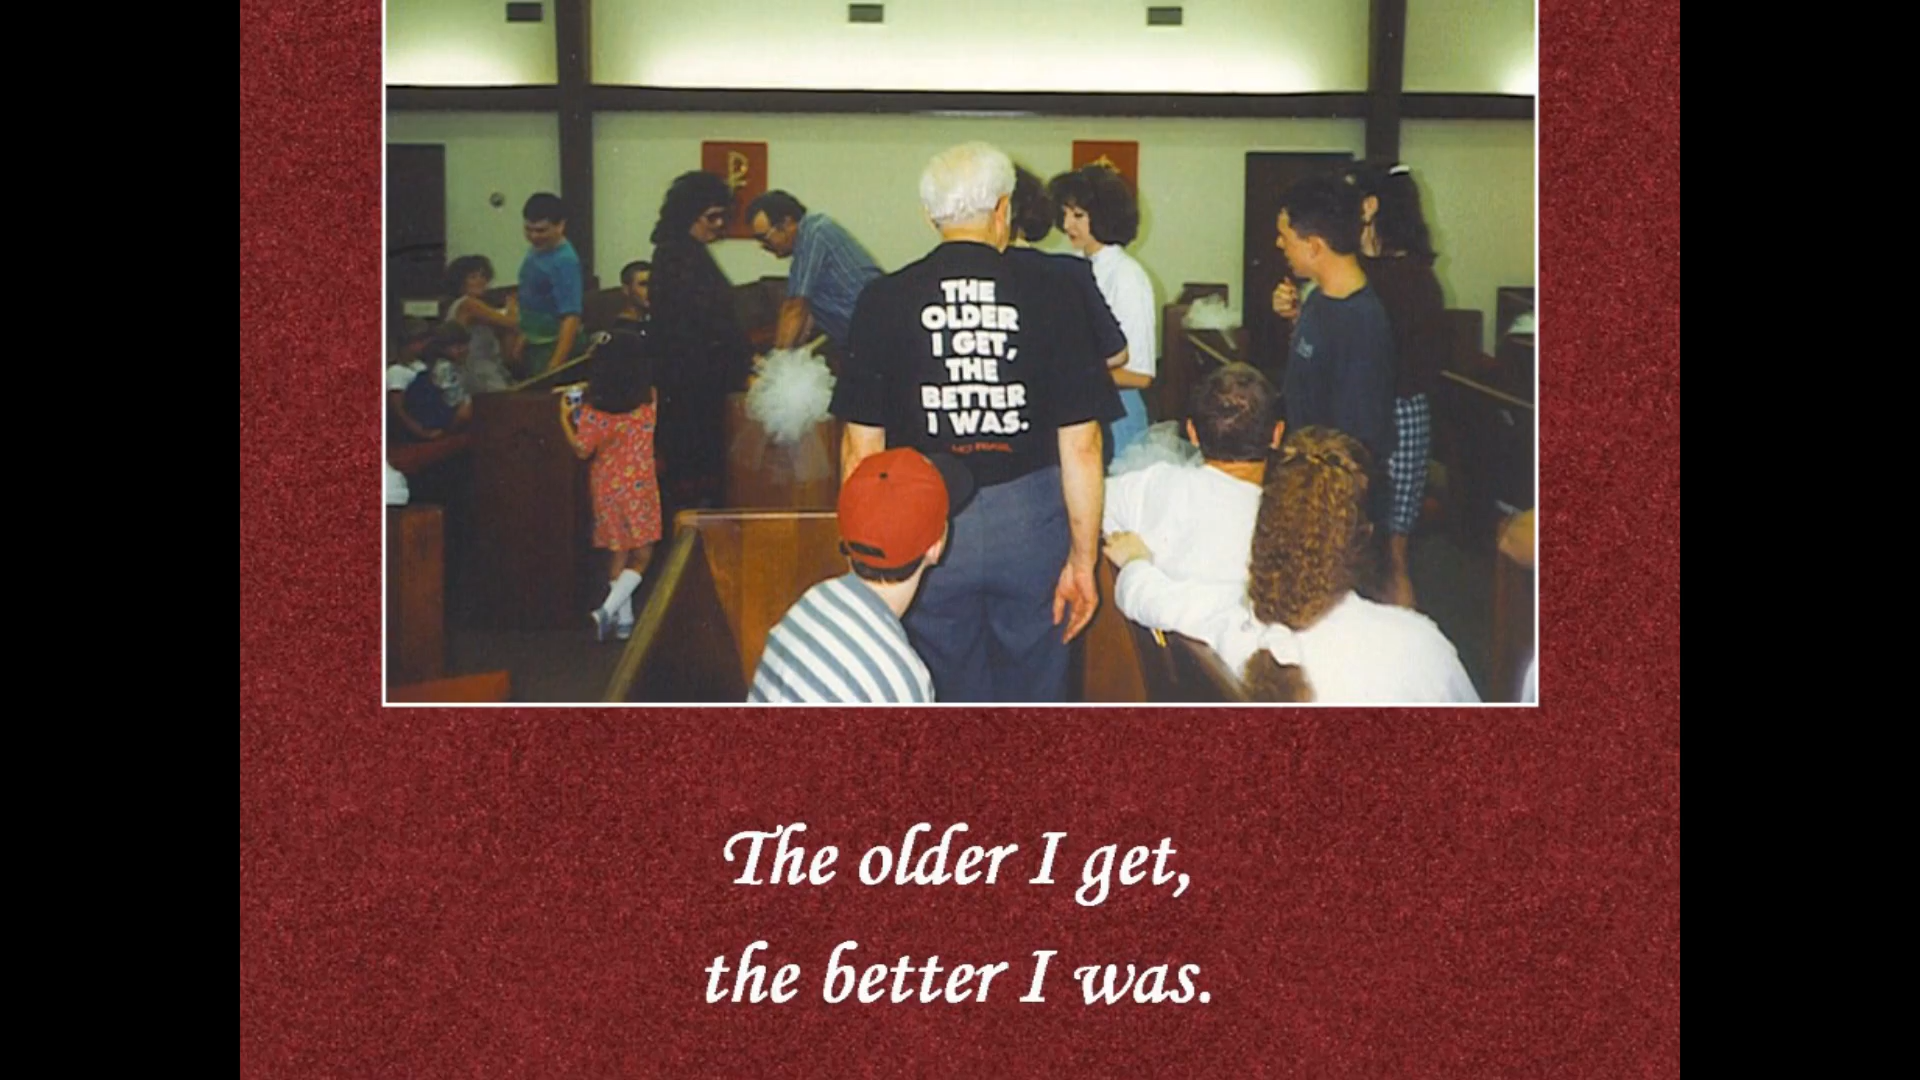 THE
OLDER
I GET,
THE
BETTER
I WAS.
The older I get,
the better I was.